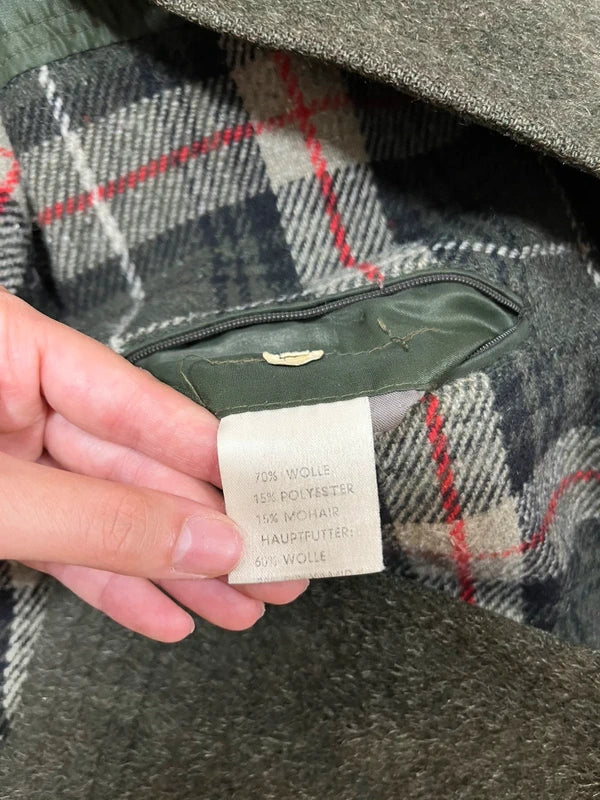 70% WOLLE
15% POLYESTER
15% MOHAIR
HAUPTFUTTER:
60% WOLLE